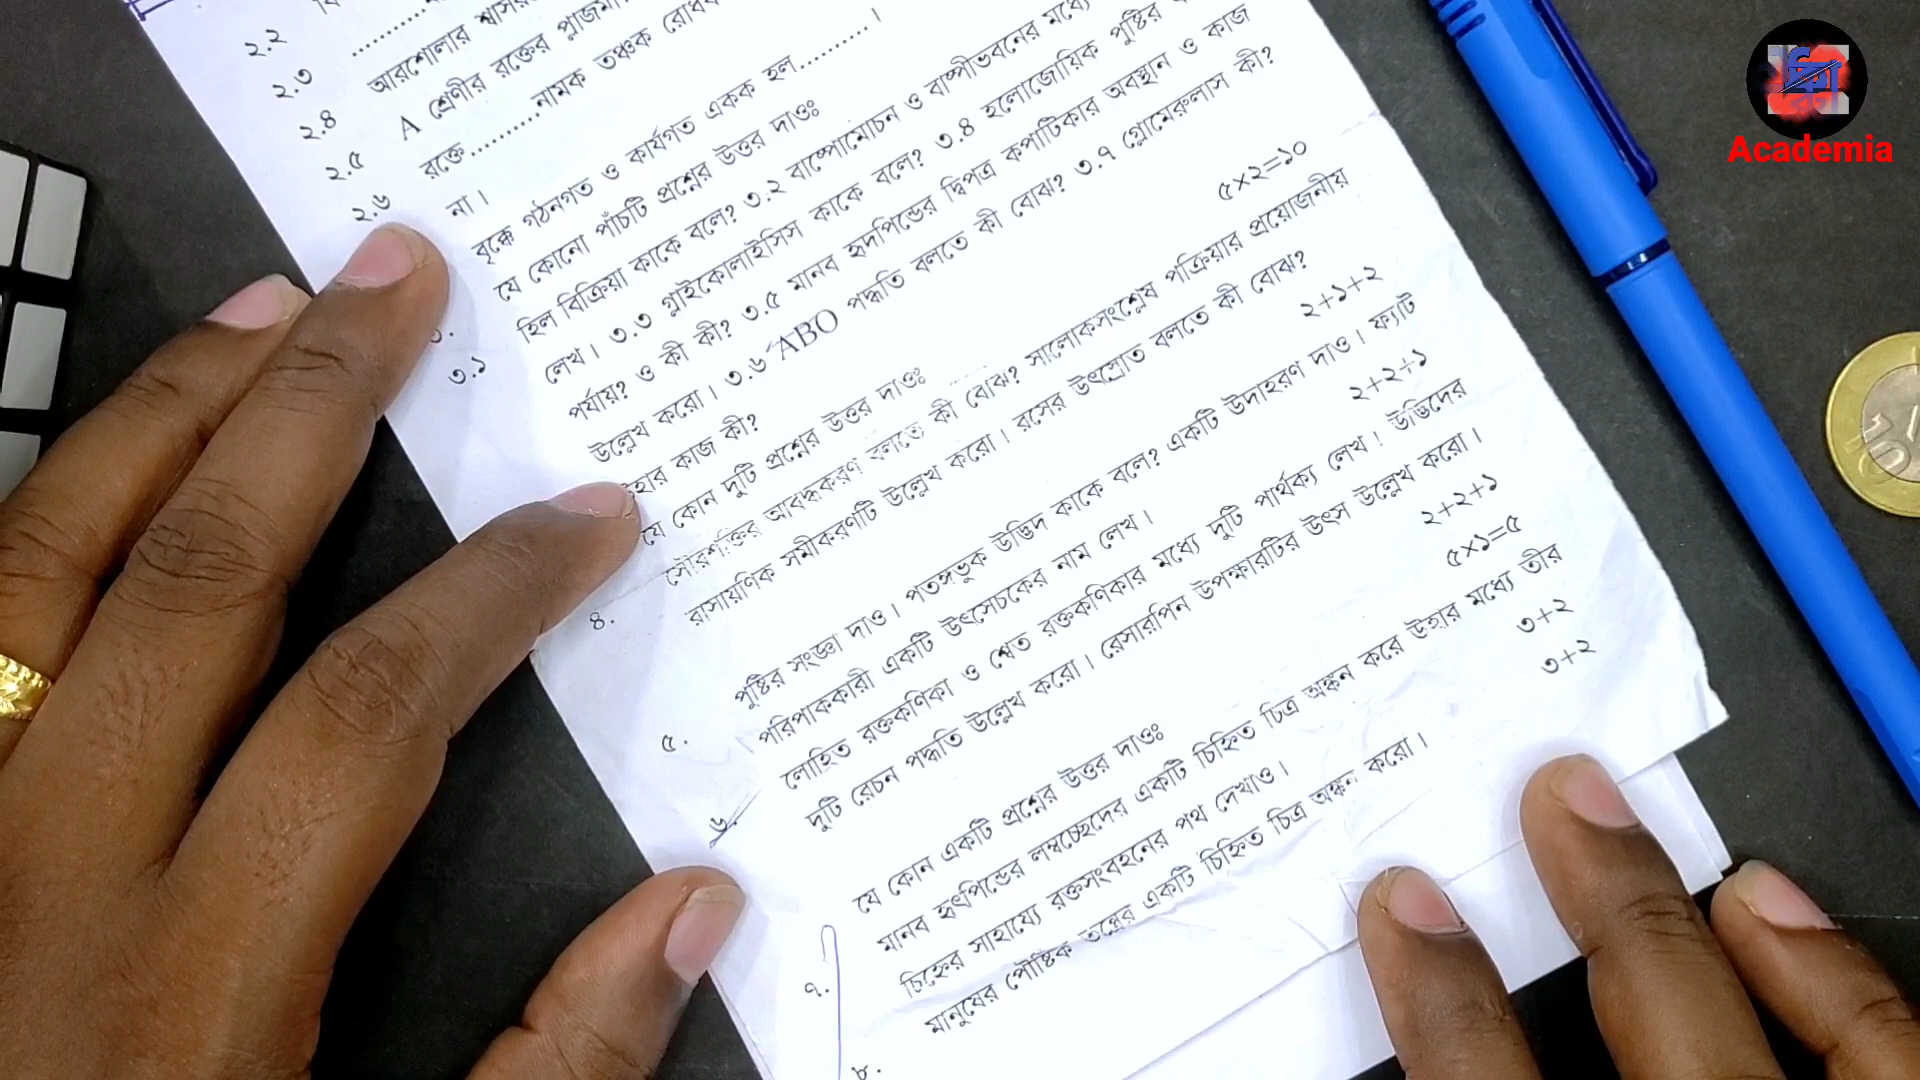 ২.২
২.৩ আরশোলার
২.৪ A শ্রেণীর রক্তের প্লাজমা
২.৫ রক্তে..........নামক তঞ্চক
২.৬ না।
বৃক্কে গঠনগত ও কার্যগত একক হল..........।
৩. যে কোনো পাঁচটি প্রশ্নের উত্তর দাওঃ
৫×২=১০
৩.১ হিল বিক্রিয়া কাকে বলে? ৩.২ বাষ্পোমোচন ও বাষ্পীভবনের মধ্যে
লেখ। ৩.৩ গ্লাইকোলাইসিস কাকে বলে? ৩.৪ হলোজোয়িক পুষ্টির
পর্যায়? ও কী কী? ৩.৫ মানব হৃদপিন্ডের দ্বিপত্র কপাটিকার অবস্থান ও কাজ
উল্লেখ করো। ৩.৬ ABO পদ্ধতি বলতে কী বোঝ? ৩.৭ গ্লোমেরুলাস কী?
উহার কাজ কী?
যে কোন দুটি প্রশ্নের উত্তর দাওঃ
৪. সৌরশক্তির আবদ্ধকরণ বলতে কী বোঝ? সালোকসংশ্লেষ পক্রিয়ার প্রয়োজনীয়
রাসায়ণিক সমীকরণটি উল্লেখ করো। রসের উৎস্রোত বলতে কী বোঝ?
২+১+২
৫. পুষ্টির সংজ্ঞা দাও। পতঙ্গভুক উদ্ভিদ কাকে বলে? একটি উদাহরণ দাও। ফ্যাট
পরিপাককারী একটি উৎসেচকের নাম লেখ।
২+২+১
৬. লোহিত রক্তকণিকা ও শ্বেত রক্তকণিকার মধ্যে দুটি পার্থক্য লেখ। উদ্ভিদের
দুটি রেচন পদ্ধতি উল্লেখ করো। রেসারপিন উপক্ষারটির উৎস উল্লেখ করো।
২+২+১
যে কোন একটি প্রশ্নের উত্তর দাওঃ
৫×১=৫
৭. মানব হৃৎপিন্ডের লম্বচ্ছেদের একটি চিহ্নিত চিত্র অঙ্কন করে উহার মধ্যে তীর
চিহ্নের সাহায্যে রক্তসংবহনের পথ দেখাও।
৩+২
৮. মানুষের পৌষ্টিক তন্ত্রের একটি চিহ্নিত চিত্র অঙ্কন করো।
৩+২
Academia